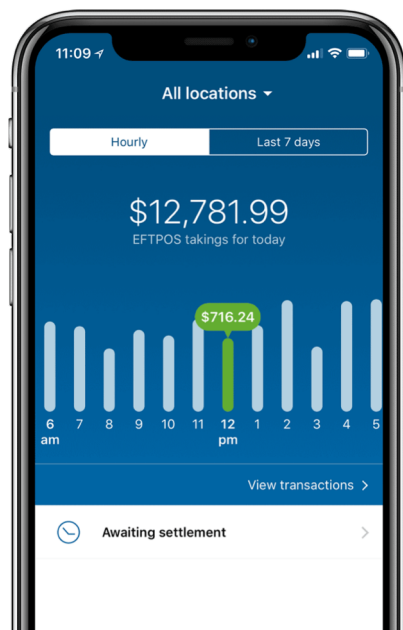 11:09
All locations
Hourly Last 7 days
$12,781.99
EFTPOS takings for today
$716.24
6 7 8 9 10 11 12 1 2 3 4 5
am pm
View transactions
Awaiting settlement